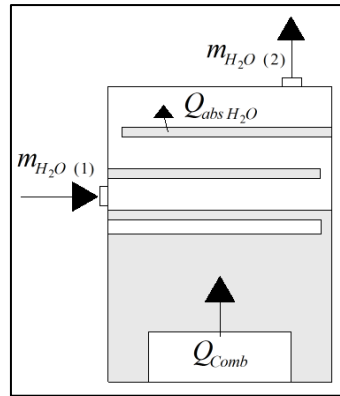 m_{H_2O (2)}
Q_{abs H_2O}
m_{H_2O (1)}
Q_{Comb}